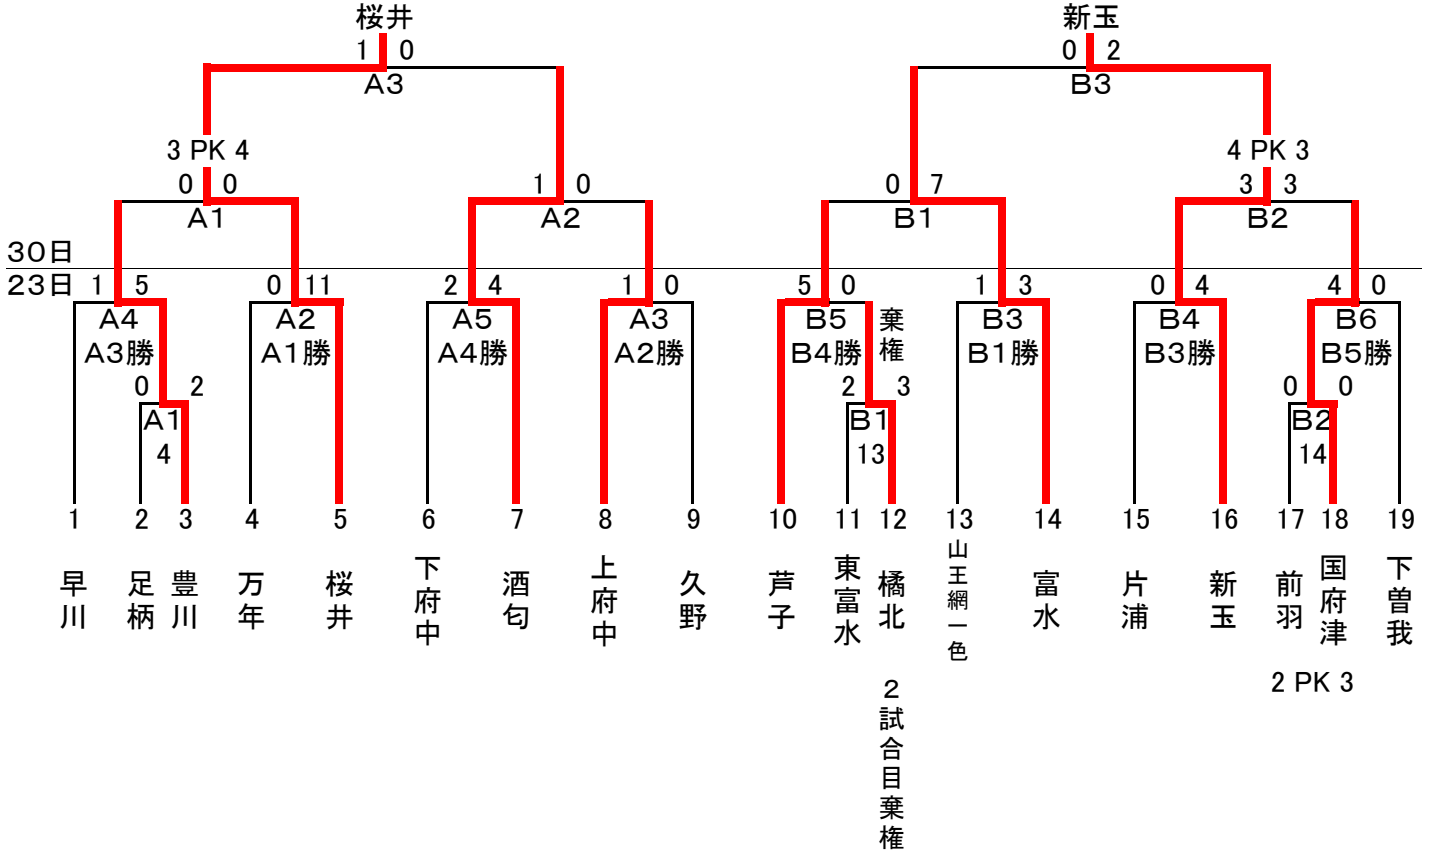 桜井 新玉
1 0 0 2
A3 B3
3 PK 4 4 PK 3
0 0 1 0 0 7 3 3
A1 A2 B1 B2
30日
23日 1 5 0 11 2 4 1 0 5 0 1 3 0 4 4 0
A4 A2 A5 A3 B5 B3 B4 B6
A3勝 A1勝 A4勝 A2勝 B4勝 B1勝 B3勝 B5勝
棄権
0 2 2 3 0 0
A1 B1 B2
4 13 14
1 2 3 4 5 6 7 8 9 10 11 12 13 14 15 16 17 18 19
早川
足柄
豊川
万年
桜井
下府中
酒匂
上府中
久野
芦子
東富水
橘北
山王網一色
富水
片浦
新玉
前羽
国府津
下曽我
2 PK 3
2試合目棄権